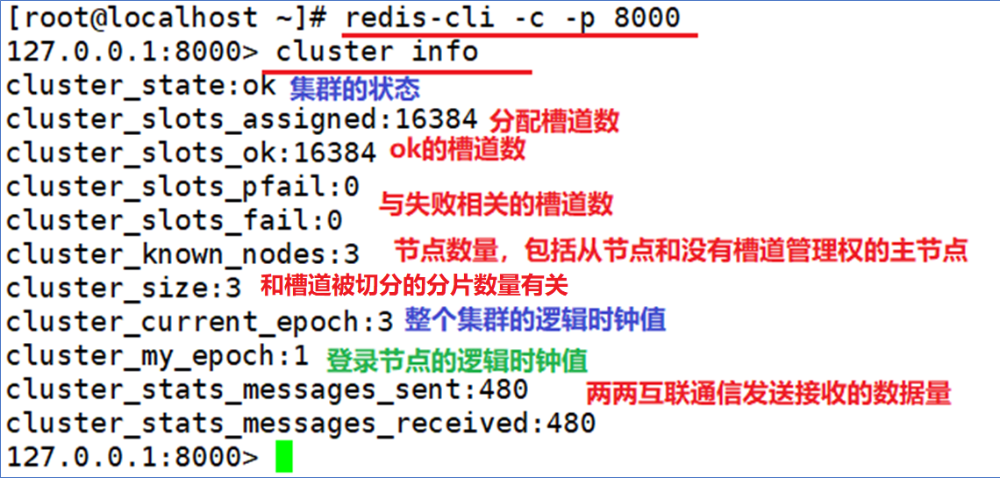 [root@localhost ~]# redis-cli -c -p 8000
127.0.0.1:8000> cluster info
cluster_state:ok 集群的状态
cluster_slots_assigned:16384 分配槽道数
cluster_slots_ok:16384 ok的槽道数
cluster_slots_pfail:0
与失败相关的槽道数
cluster_slots_fail:0
cluster_known_nodes:3 节点数量，包括从节点和没有槽道管理权的主节点
cluster_size:3 和槽道被切分的分片数量有关
cluster_current_epoch:3 整个集群的逻辑时钟值
cluster_my_epoch:1 登录节点的逻辑时钟值
cluster_stats_messages_sent:480 两两互联通信发送接收的数据量
cluster_stats_messages_received:480
127.0.0.1:8000>